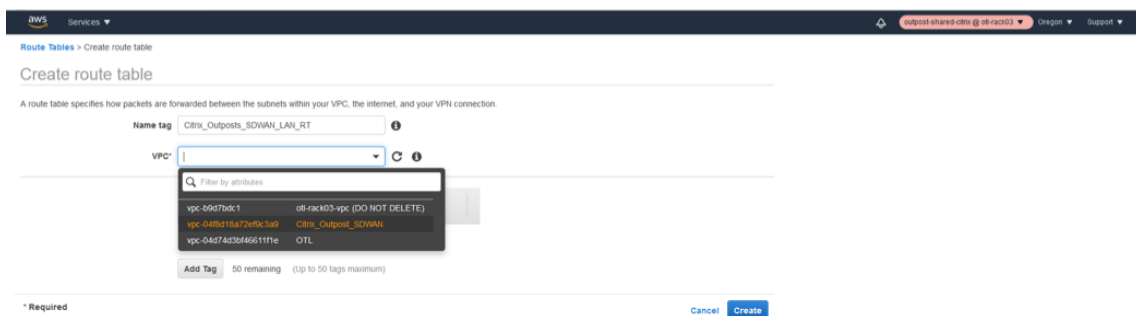 aws Services outpost-shared-citrix @ otl-rack03 Oregon Support
Route Tables > Create route table
Create route table
A route table specifies how packets are forwarded between the subnets within your VPC, the internet, and your VPN connection.
Name tag Citrix_Outposts_SDWAN_LAN_RT
VPC*
Filter by attributes
vpc-b9d7bdc1 otl-rack03-vpc (DO NOT DELETE)
vpc-04f8d18a72ef9c3a9 Citrix_Outpost_SDWAN
vpc-04d74d3bf46611f1e OTL
Add Tag 50 remaining (Up to 50 tags maximum)
* Required Cancel Create